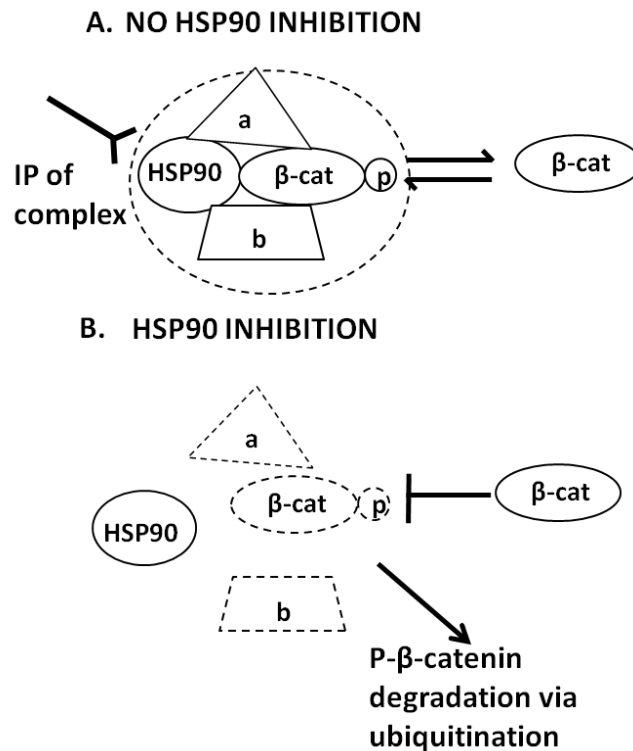 A. NO HSP90 INHIBITION
a
HSP90
β-cat
p
β-cat
IP of
complex
b
B. HSP90 INHIBITION
a
β-cat
p
β-cat
HSP90
b
P-β-catenin
degradation via
ubiquitination